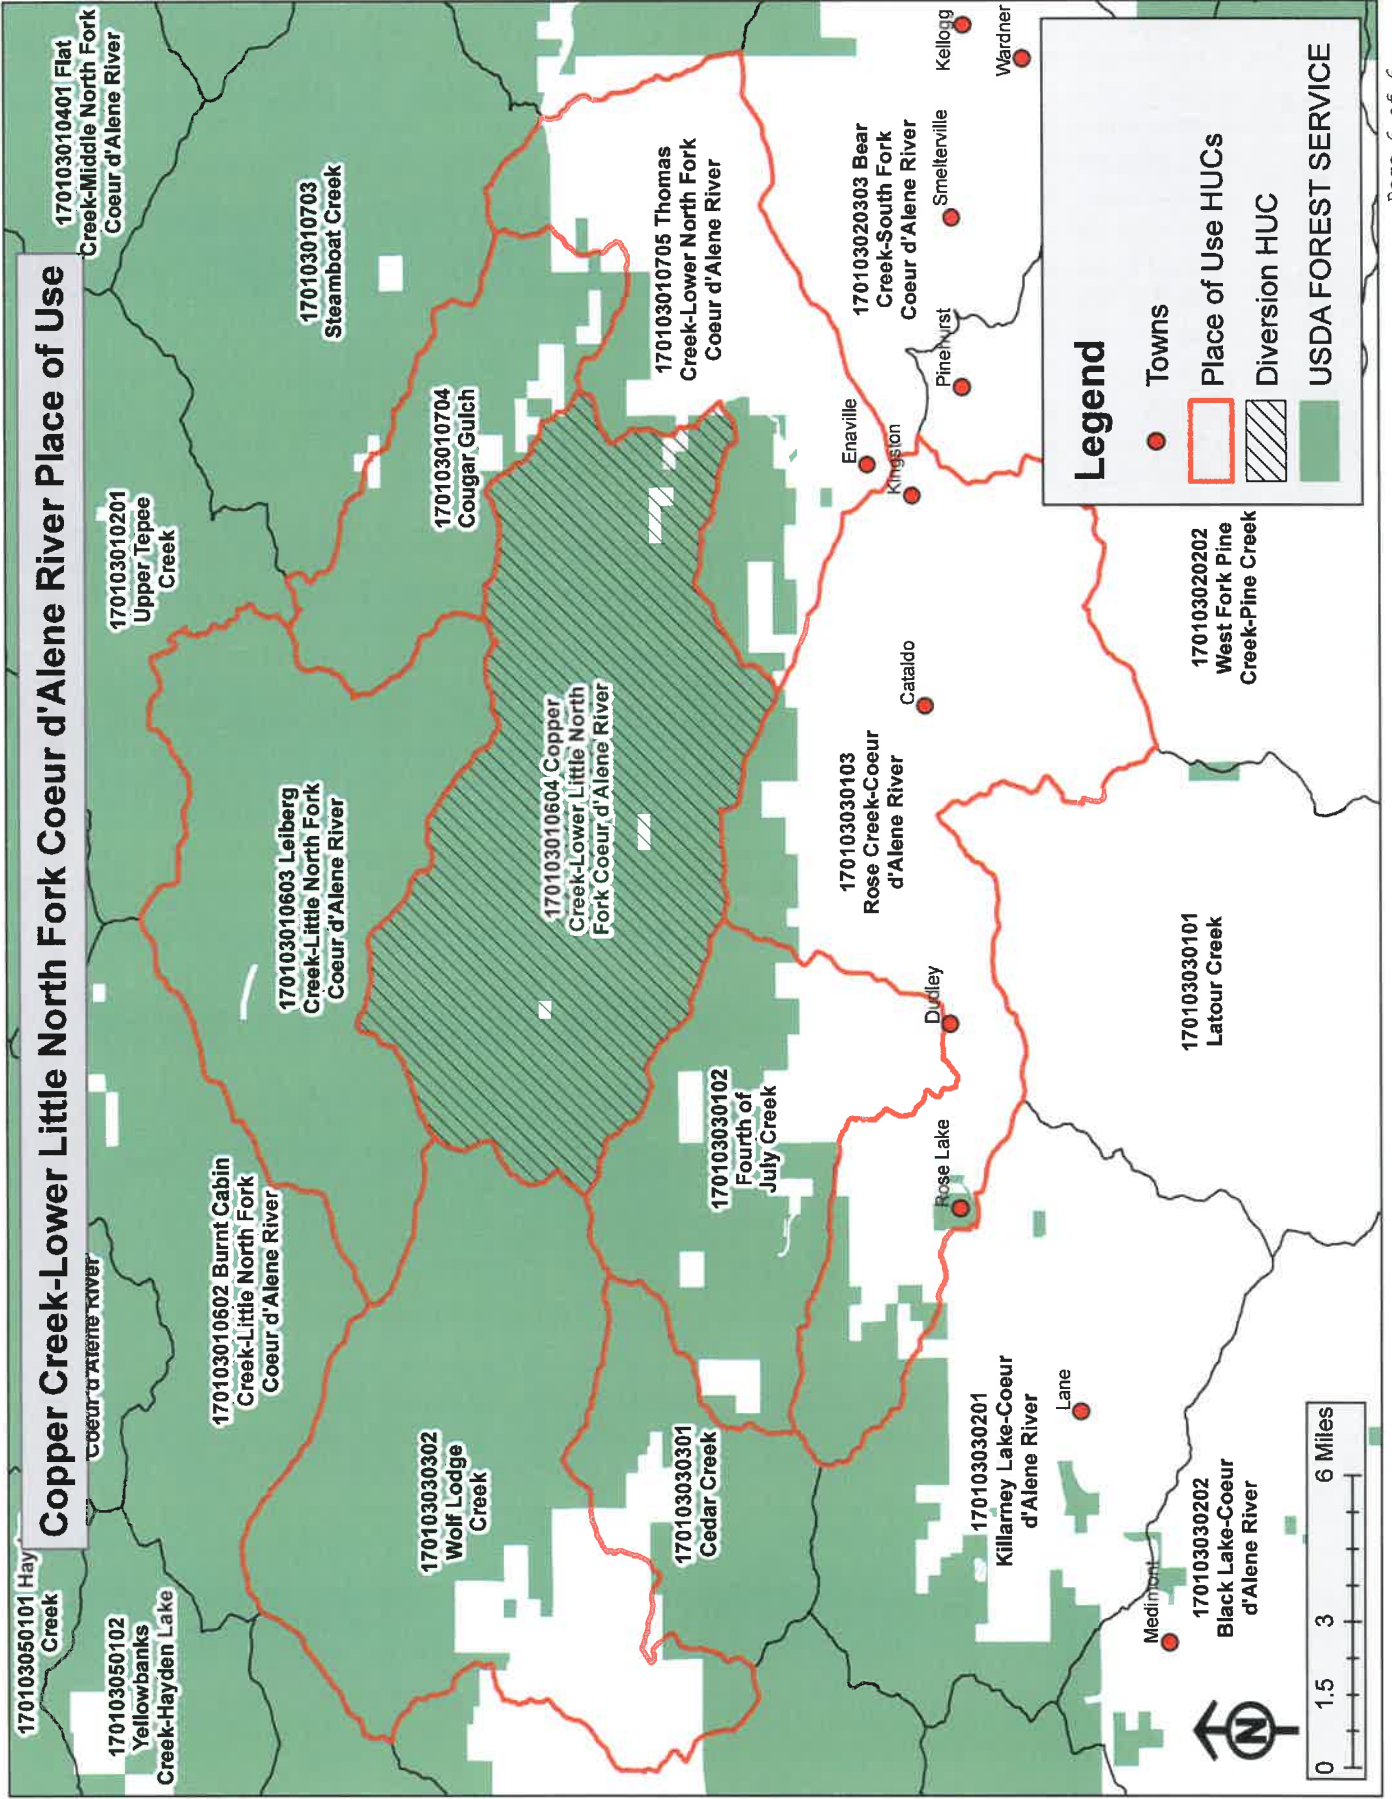 Copper Creek-Lower Little North Fork Coeur d'Alene River Place of Use
170103050101 Hay
Creek
170103050102
Yellowbanks
Creek-Hayden Lake
Coeur d'Alene River
170103010401 Flat
Creek-Middle North Fork
Coeur d'Alene River
170103010201
Upper Tepee
Creek
170103010602 Burnt Cabin
Creek-Little North Fork
Coeur d'Alene River
170103010603 Leiberg
Creek-Little North Fork
Coeur d'Alene River
170103010703
Steamboat Creek
170103010704
Cougar Gulch
170103030302
Wolf Lodge
Creek
170103010604 Copper
Creek-Lower Little North
Fork Coeur d'Alene River
170103010705 Thomas
Creek-Lower North Fork
Coeur d'Alene River
170103030301
Cedar Creek
170103030102
Fourth of
July Creek
170103030103
Rose Creek-Coeur
d'Alene River
170103020303 Bear
Creek-South Fork
Coeur d'Alene River
Enaville
Kingston
Cataldo
Dudley
Rose Lake
Pinehurst
Smelterville
Kellogg
Wardner
170103030201
Killarney Lake-Coeur
d'Alene River
Lane
Medimont
170103030202
Black Lake-Coeur
d'Alene River
170103030101
Latour Creek
170103020202
West Fork Pine
Creek-Pine Creek
N
0 1.5 3 6 Miles
Legend
Towns
Place of Use HUCs
Diversion HUC
USDA FOREST SERVICE